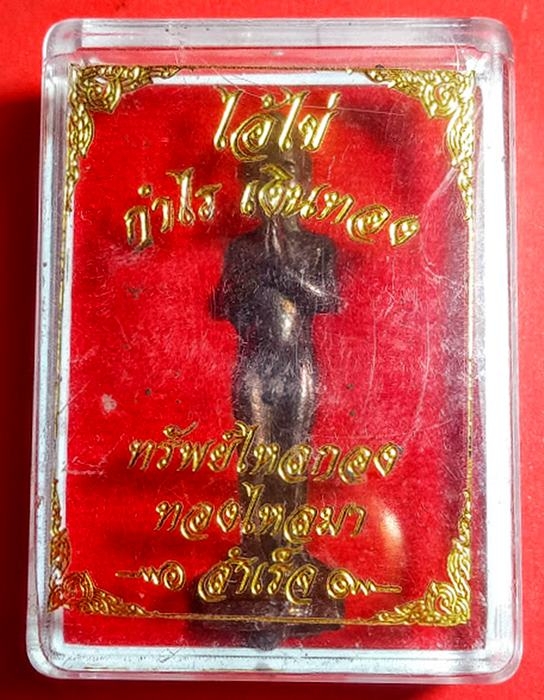 ไอ้ไข่
กำไร เงินทอง
ทรัพย์ไหลกอง
ทองไหลมา
สำเร็จ